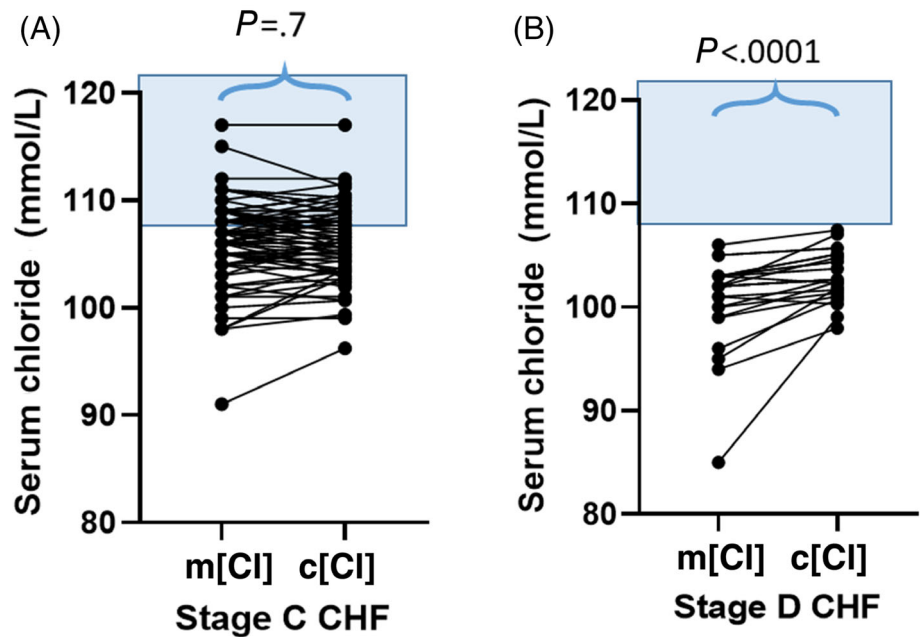 (A)
P=.7
Serum chloride (mmol/L)
120
110
100
90
80
m[Cl] c[Cl]
Stage C CHF
(B)
P<.0001
Serum chloride (mmol/L)
120
110
100
90
80
m[Cl] c[Cl]
Stage D CHF